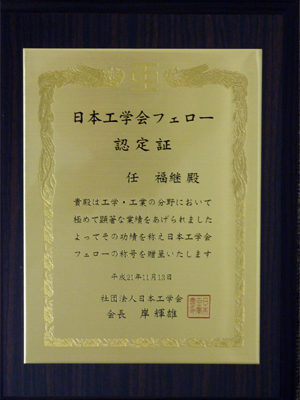 日本工学会フェロー
認定証
任 福継 殿
貴殿は工学・工業の分野において
極めて顕著な業績をあげられました
よってその功績を称え日本工学会
フェローの称号を贈呈いたします
平成21年11月13日
社団法人日本工学会
会長 岸 輝雄